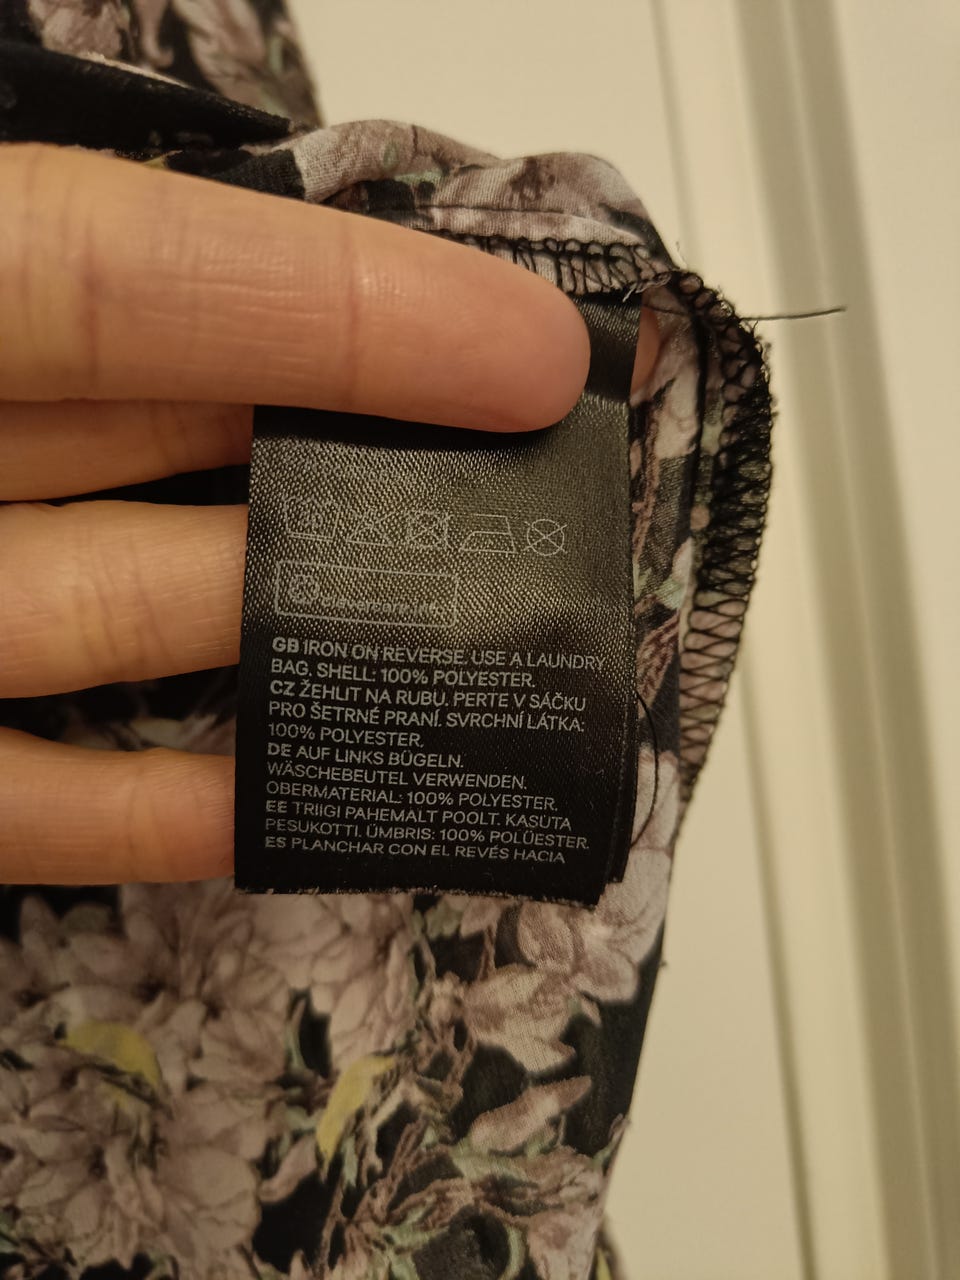 clevercare.info
GB IRON ON REVERSE. USE A LAUNDRY
BAG. SHELL: 100% POLYESTER.
CZ ŽEHLIT NA RUBU. PERTE V SÁČKU
PRO ŠETRNÉ PRANÍ. SVRCHNÍ LÁTKA:
100% POLYESTER.
DE AUF LINKS BÜGELN.
WÄSCHEBEUTEL VERWENDEN.
OBERMATERIAL: 100% POLYESTER.
EE TRIIGI PAHEMALT POOLT. KASUTA
PESUKOTTI. ÜMBRIS: 100% POLÜESTER.
ES PLANCHAR CON EL REVÉS HACIA